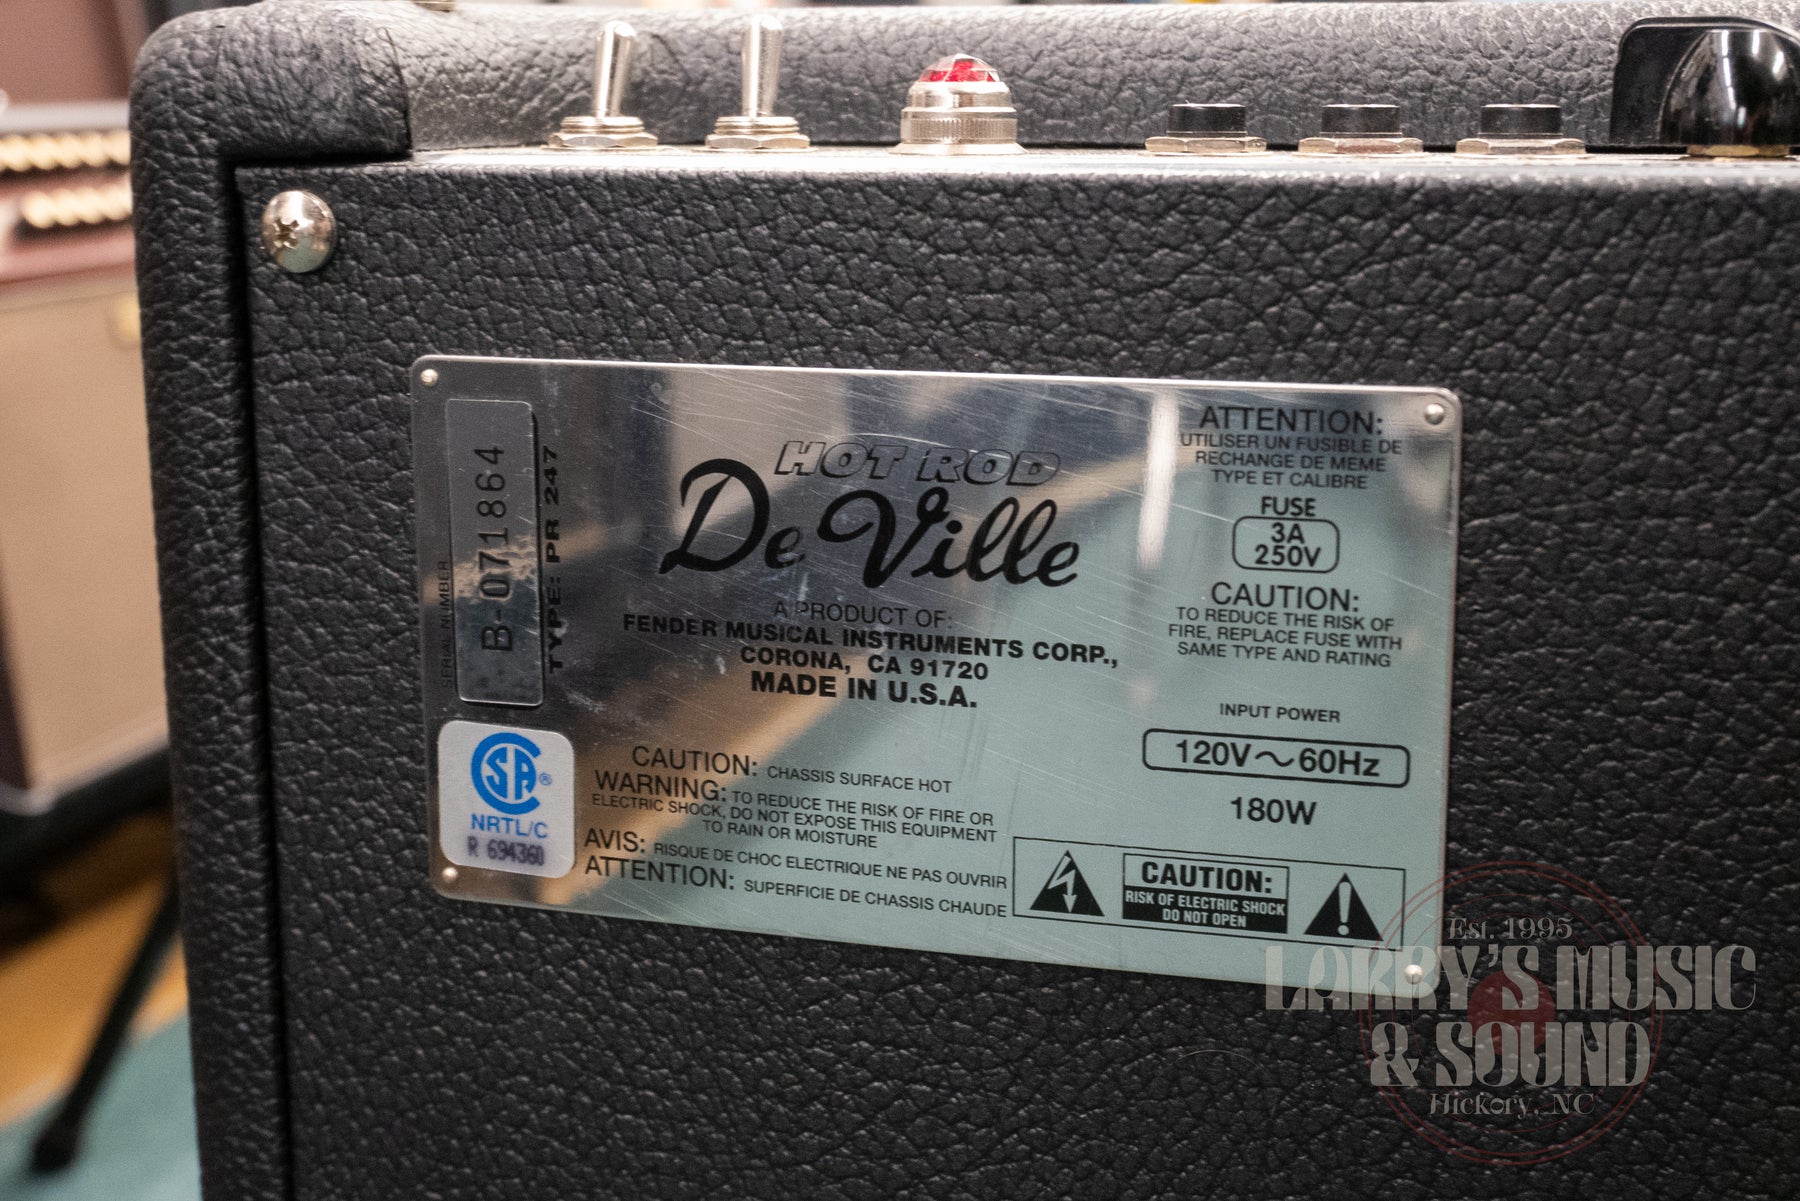 SERIAL NUMBER
B-071864
TYPE: PR 247
HOT ROD
De Ville
A PRODUCT OF:
FENDER MUSICAL INSTRUMENTS CORP.,
CORONA, CA 91720
MADE IN U.S.A.
ATTENTION:
UTILISER UN FUSIBLE DE
RECHANGE DE MEME
TYPE ET CALIBRE
FUSE
3A
250V
CAUTION:
TO REDUCE THE RISK OF
FIRE, REPLACE FUSE WITH
SAME TYPE AND RATING
INPUT POWER
120V～60Hz
180W
SA®
NRTL/C
R 694360
CAUTION: CHASSIS SURFACE HOT
WARNING: TO REDUCE THE RISK OF FIRE OR
ELECTRIC SHOCK, DO NOT EXPOSE THIS EQUIPMENT
TO RAIN OR MOISTURE
AVIS: RISQUE DE CHOC ELECTRIQUE NE PAS OUVRIR
ATTENTION: SUPERFICIE DE CHASSIS CHAUDE
CAUTION:
RISK OF ELECTRIC SHOCK
DO NOT OPEN
Est. 1995
LARRY'S MUSIC
& SOUND
Hickory, NC